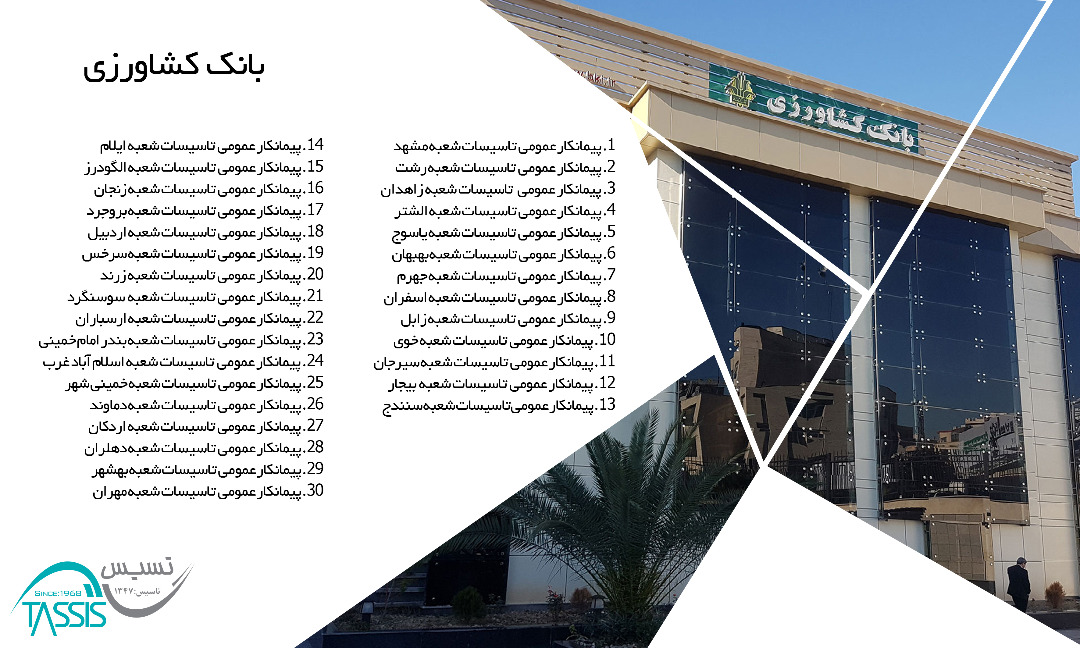 بانک کشاورزی
بانک کشاورزی
1. پیمانکار عمومی تاسیسات شعبه مشهد
2. پیمانکار عمومی تاسیسات شعبه رشت
3. پیمانکار عمومی تاسیسات شعبه زاهدان
4. پیمانکار عمومی تاسیسات شعبه الشتر
5. پیمانکار عمومی تاسیسات شعبه یاسوج
6. پیمانکار عمومی تاسیسات شعبه بهبهان
7. پیمانکار عمومی تاسیسات شعبه جهرم
8. پیمانکار عمومی تاسیسات شعبه اسفران
9. پیمانکار عمومی تاسیسات شعبه زابل
10. پیمانکار عمومی تاسیسات شعبه خوی
11. پیمانکار عمومی تاسیسات شعبه سیرجان
12. پیمانکار عمومی تاسیسات شعبه بیجار
13. پیمانکار عمومی تاسیسات شعبه سنندج
14. پیمانکار عمومی تاسیسات شعبه ایلام
15. پیمانکار عمومی تاسیسات شعبه الگودرز
16. پیمانکار عمومی تاسیسات شعبه زنجان
17. پیمانکار عمومی تاسیسات شعبه بروجرد
18. پیمانکار عمومی تاسیسات شعبه اردبیل
19. پیمانکار عمومی تاسیسات شعبه سرخس
20. پیمانکار عمومی تاسیسات شعبه زرند
21. پیمانکار عمومی تاسیسات شعبه سوسنگرد
22. پیمانکار عمومی تاسیسات شعبه ارسباران
23. پیمانکار عمومی تاسیسات شعبه بندر امام خمینی
24. پیمانکار عمومی تاسیسات شعبه اسلام آباد غرب
25. پیمانکار عمومی تاسیسات شعبه خمینی شهر
26. پیمانکار عمومی تاسیسات شعبه دماوند
27. پیمانکار عمومی تاسیسات شعبه اردکان
28. پیمانکار عمومی تاسیسات شعبه دهلران
29. پیمانکار عمومی تاسیسات شعبه بهشهر
30. پیمانکار عمومی تاسیسات شعبه مهران
تسیس
تاسیس: ۱۳۴۷
SINCE:1968
TASSIS